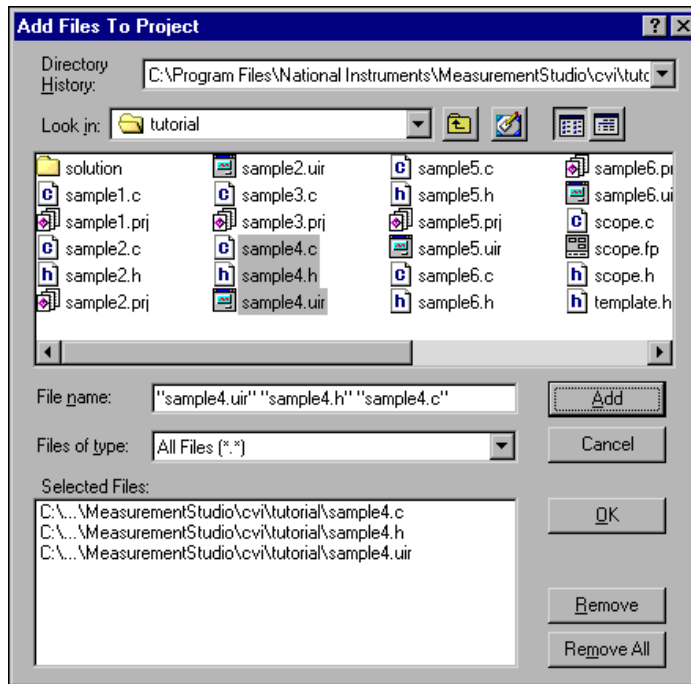 Add Files To Project
Directory
History:
C:\Program Files\National Instruments\MeasurementStudio\cvi\tuto
Look in:
tutorial
solution
sample1.c
sample1.prj
sample2.c
sample2.h
sample2.prj
sample2.uir
sample3.c
sample3.prj
sample4.c
sample4.h
sample4.uir
sample5.c
sample5.h
sample5.prj
sample5.uir
sample6.c
sample6.h
sample6.pr
sample6.ui
scope.c
scope.fp
scope.h
template.h
File name:
"sample4.uir" "sample4.h" "sample4.c"
Add
Files of type:
All Files (*.*)
Cancel
Selected Files:
C:\...\MeasurementStudio\cvi\tutorial\sample4.c
C:\...\MeasurementStudio\cvi\tutorial\sample4.h
C:\...\MeasurementStudio\cvi\tutorial\sample4.uir
OK
Remove
Remove All